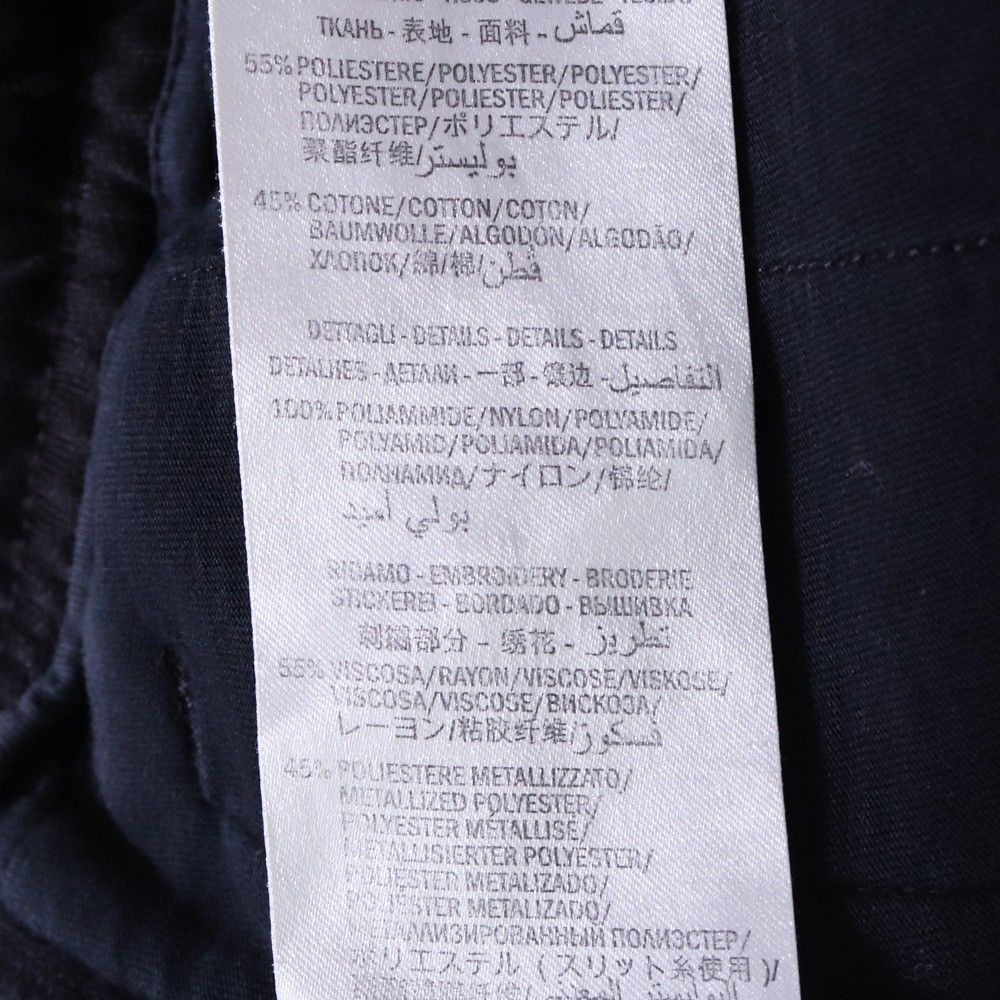 ТКАНЬ - 表地 - 面料 - قماش
55% POLIESTERE/POLYESTER/POLYESTER/
POLYESTER/POLIESTER/POLIESTER/
ПОЛИЭСТЕР/ポリエステル/
聚酯纤维/بوليستر
45% COTONE/COTTON/COTON/
BAUMWOLLE/ALGODÓN/ALGODÃO/
ХЛОПОК/綿/棉/قطن
DETTAGLI - DETAILS - DETAILS - DETAILS
DETALHES - ДЕТАЛИ - 一部 - 镶边 - التفاصيل
100% POLIAMMIDE/NYLON/POLYAMIDE/
POLYAMID/POLIAMIDA/POLIAMIDA/
ПОЛИАМИД/ナイロン/锦纶/
بولي اميد
RICAMO - EMBROIDERY - BRODERIE
STICKEREI - BORDADO - ВЫШИВКА
刺繍部分 - 绣花 - تطريز
55% VISCOSA/RAYON/VISCOSE/VISKOSE/
VISCOSA/VISCOSE/ВИСКОЗА/
レーヨン/粘胶纤维/فسكوز
45% POLIESTERE METALLIZZATO/
METALLIZED POLYESTER/
POLYESTER MÉTALLISÉ/
METALLISIERTER POLYESTER/
POLIESTER METALIZADO/
POLIÉSTER METALIZADO/
МЕТАЛЛИЗИРОВАННЫЙ ПОЛИЭСТЕР/
ポリエステル (スリット糸使用)/